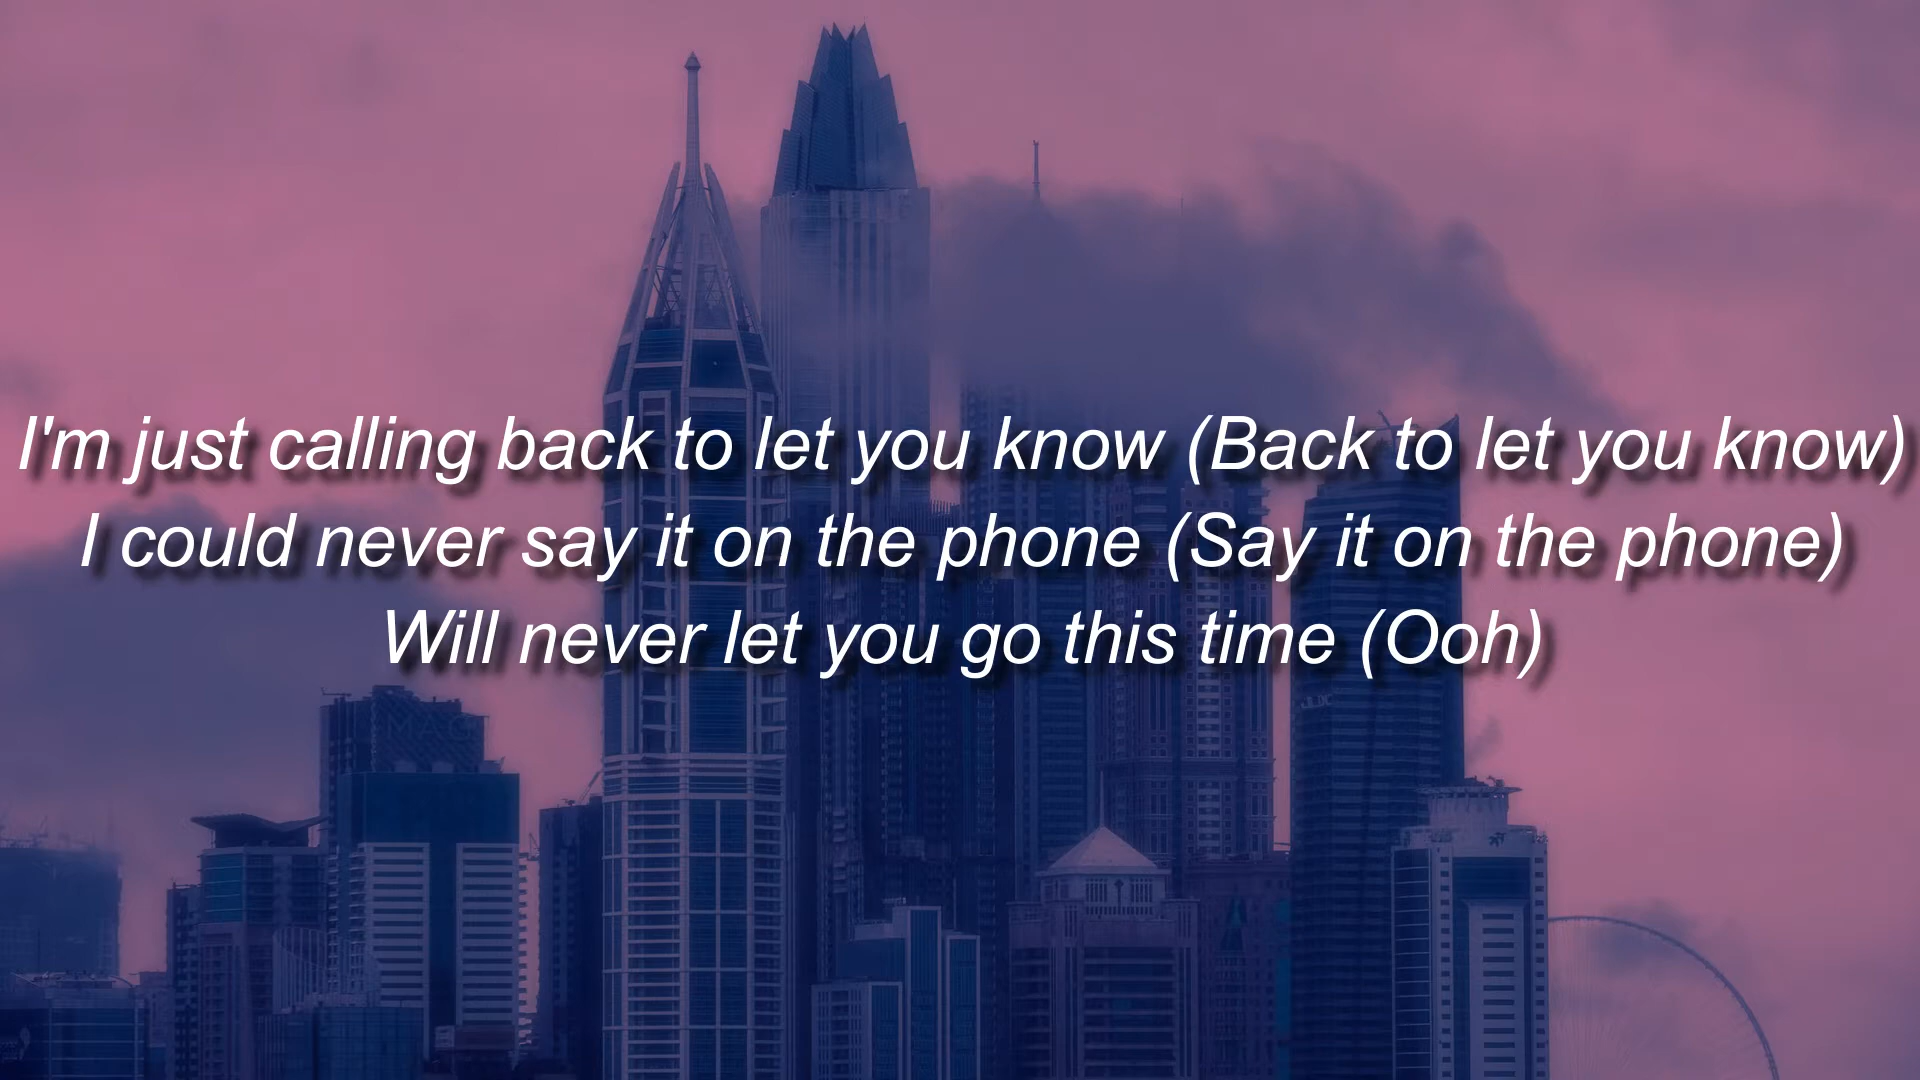 I'm just calling back to let you know (Back to let you know)
I could never say it on the phone (Say it on the phone)
Will never let you go this time (Ooh)